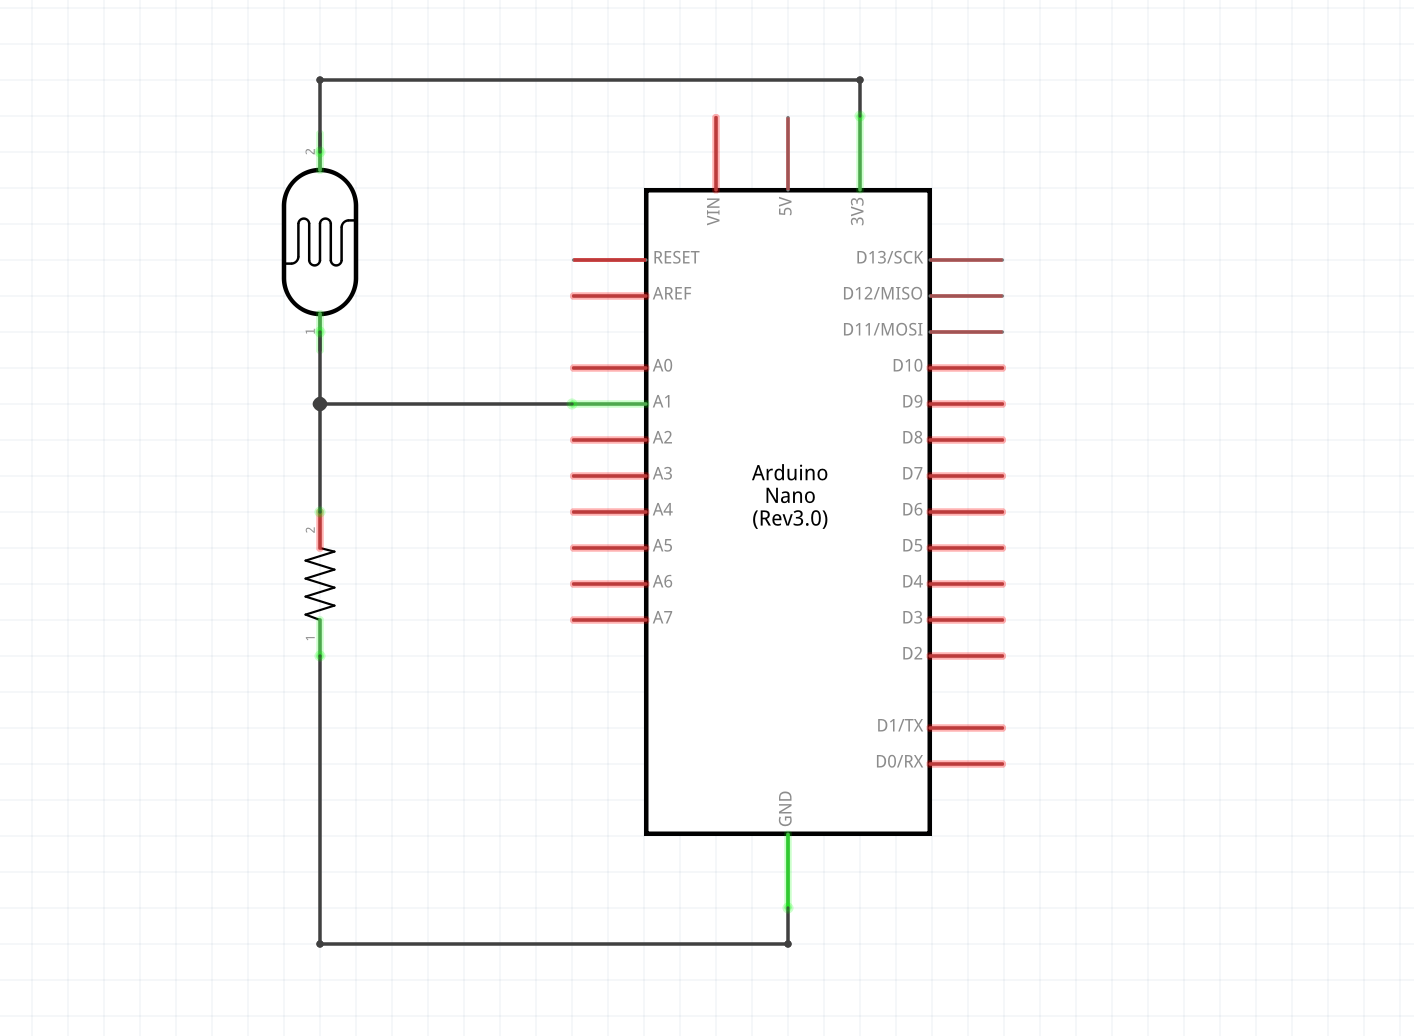 2
VIN
5V
3V3
RESET
D13/SCK
AREF
D12/MISO
1
D11/MOSI
A0
D10
A1
D9
A2
D8
A3
D7
Arduino
Nano
(Rev3.0)
A4
D6
2
A5
D5
A6
D4
A7
D3
1
D2
D1/TX
D0/RX
GND